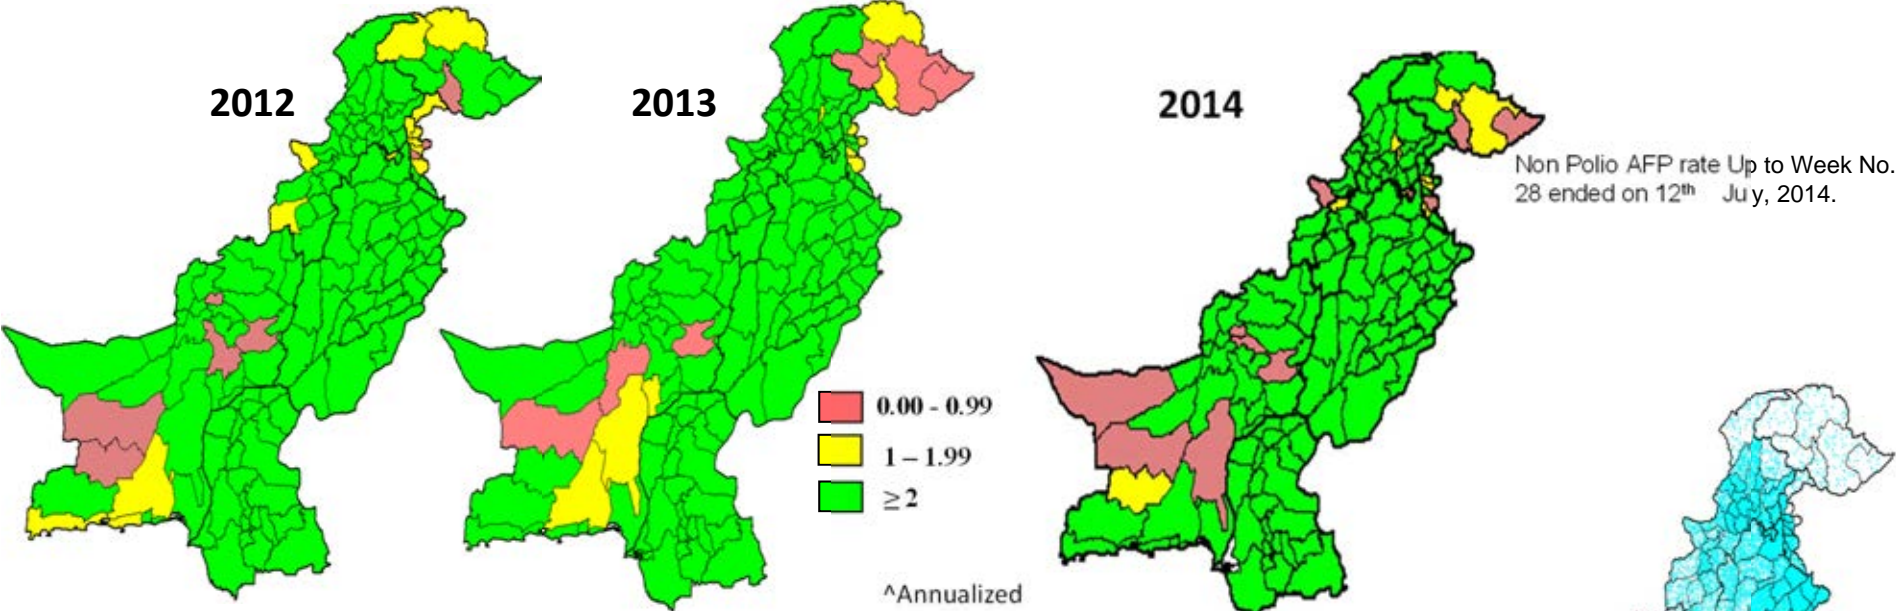 2012
2013
2014
Non Polio AFP rate Up to Week No.
28 ended on 12th Ju y, 2014.
0.00 - 0.99
1 – 1.99
≥ 2
^Annualized